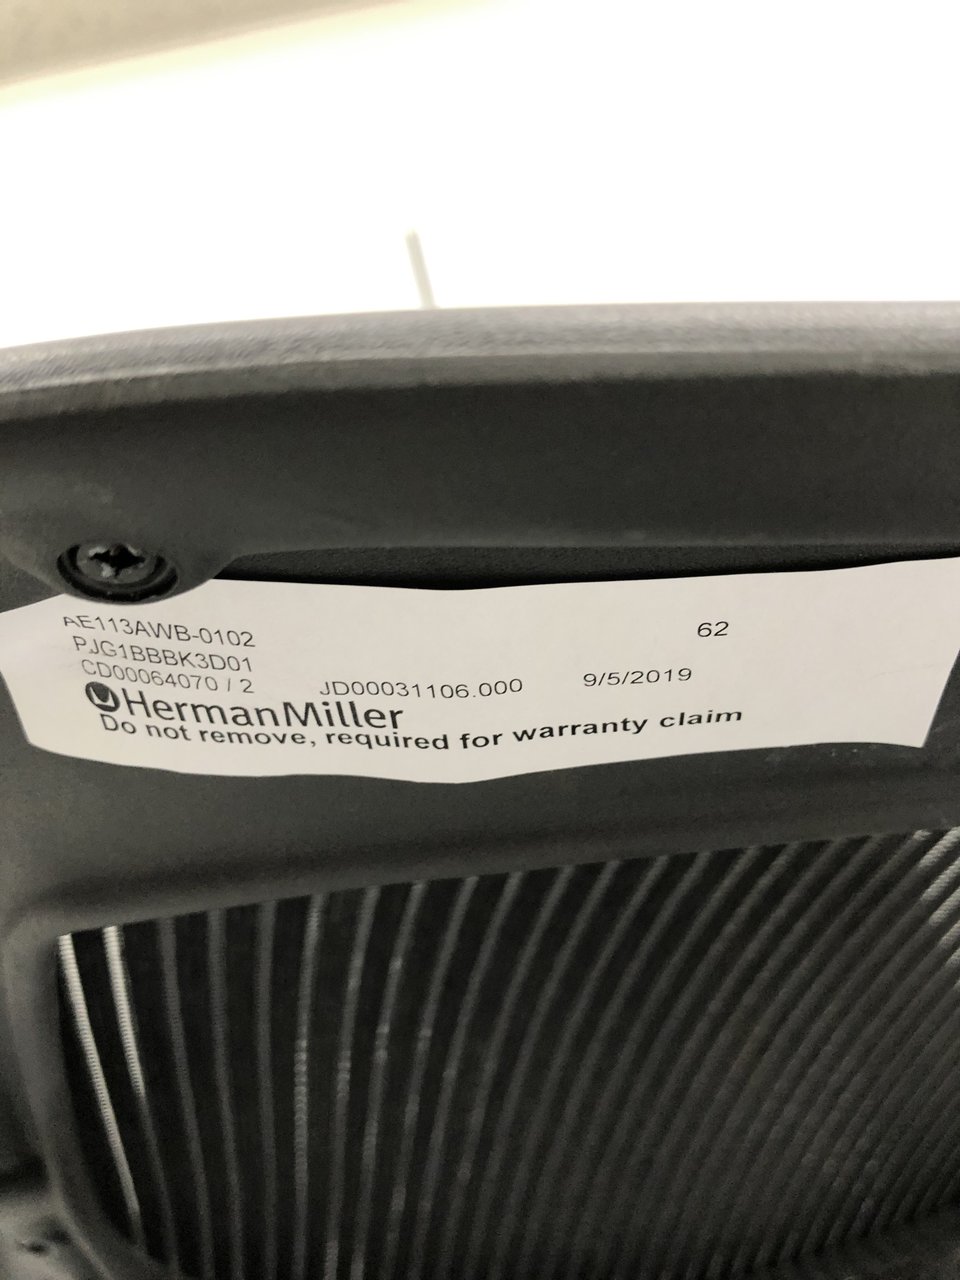 AE113AWB-0102
62
PJG1BBBK3D01
CD00064070 / 2 JD00031106.000 9/5/2019
HermanMiller
Do not remove, required for warranty claim